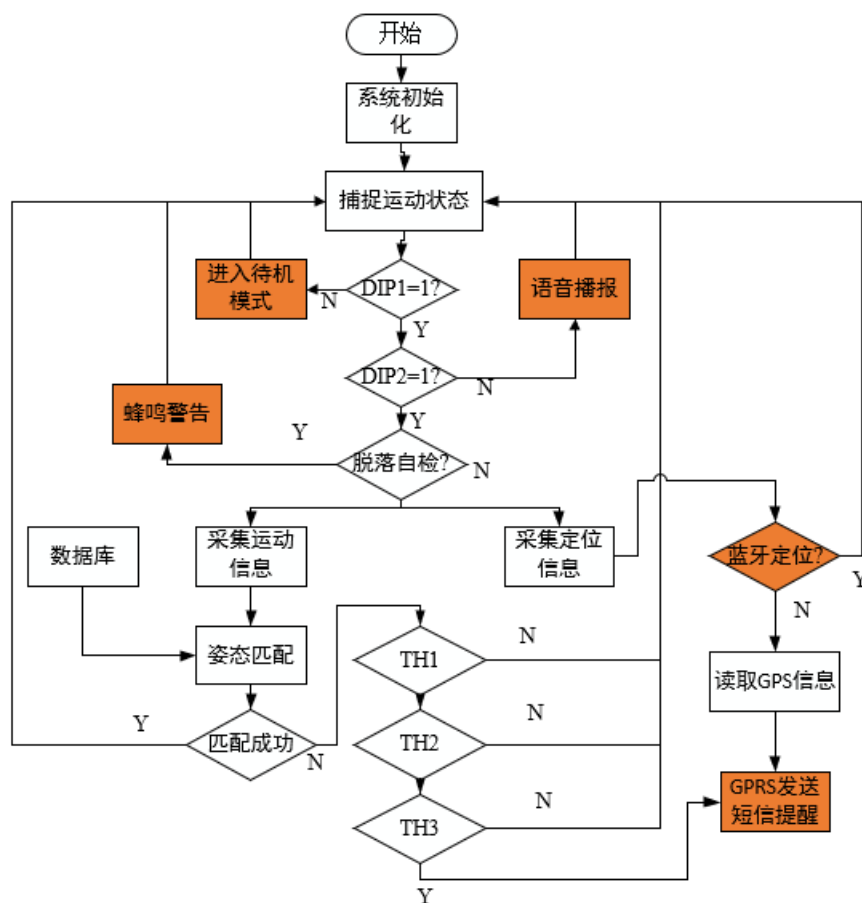 开始
系统初始
化
捕捉运动状态
进入待机
模式
N
DIP1=1?
语音播报
Y
DIP2=1?
N
蜂鸣警告
Y
Y
脱落自检?
N
数据库
采集运动
信息
采集定位
信息
蓝牙定位?
Y
N
姿态匹配
TH1
N
读取GPS信息
Y
匹配成功
N
TH2
N
TH3
N
GPRS发送
短信提醒
Y